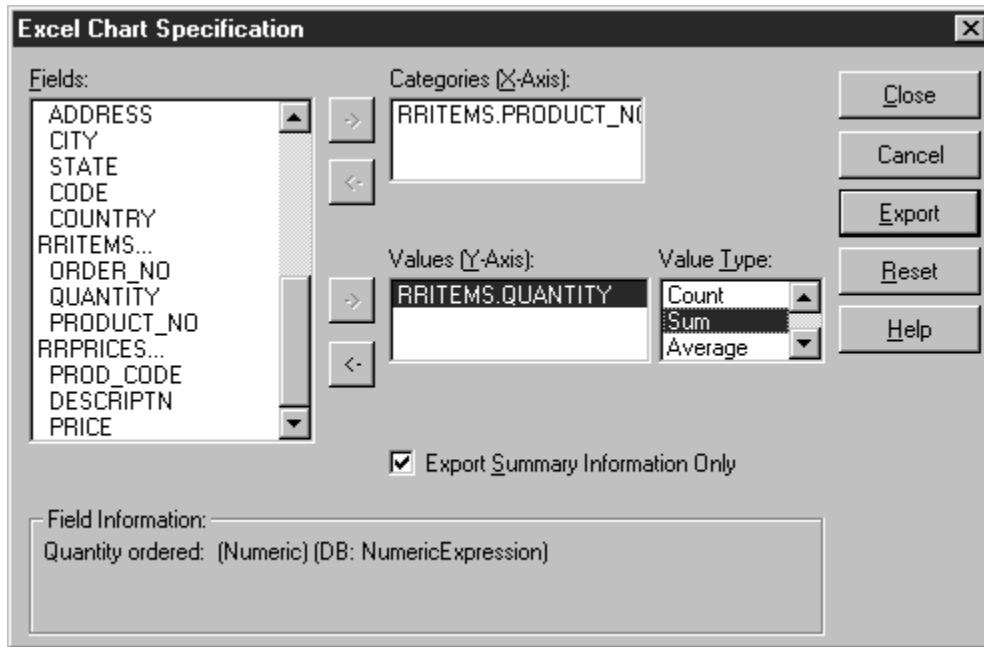 Excel Chart Specification
Fields:
ADDRESS
CITY
STATE
CODE
COUNTRY
RRITEMS...
ORDER_NO
QUANTITY
PRODUCT_NO
RRPRICES...
PROD_CODE
DESCRIPTN
PRICE
->
<-
Categories (X-Axis):
RRITEMS.PRODUCT_NO
->
<-
Values (Y-Axis):
RRITEMS.QUANTITY
Value Type:
Count
Sum
Average
Export Summary Information Only
Close
Cancel
Export
Reset
Help
Field Information:
Quantity ordered: (Numeric) (DB: NumericExpression)